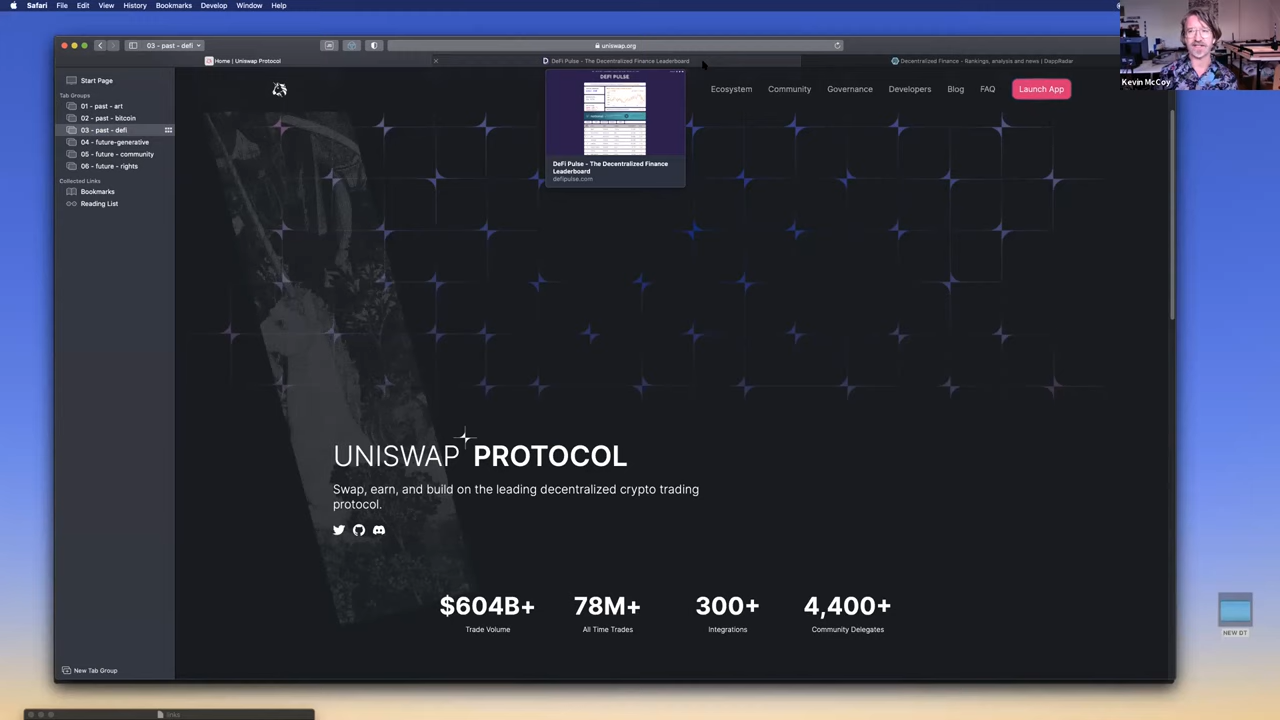 Safari File Edit View History Bookmarks Develop Window Help
03 - past - defi
uniswap.org
Home | Uniswap Protocol
DeFi Pulse - The Decentralized Finance Leaderboard
Decentralized Finance - Rankings, analysis and news | DappRadar
Kevin McCoy
Start Page
Tab Groups
01 - past - art
02 - past - bitcoin
03 - past - defi
04 - future-generative
05 - future - community
06 - future - rights
Collected Links
Bookmarks
Reading List
New Tab Group
DEFI PULSE
DeFi Pulse - The Decentralized Finance
Leaderboard
defipulse.com
Ecosystem Community Governance Developers Blog FAQ Launch App
UNISWAP PROTOCOL
Swap, earn, and build on the leading decentralized crypto trading
protocol.
$604B+ 78M+ 300+ 4,400+
Trade Volume All Time Trades Integrations Community Delegates
NEW DT
links